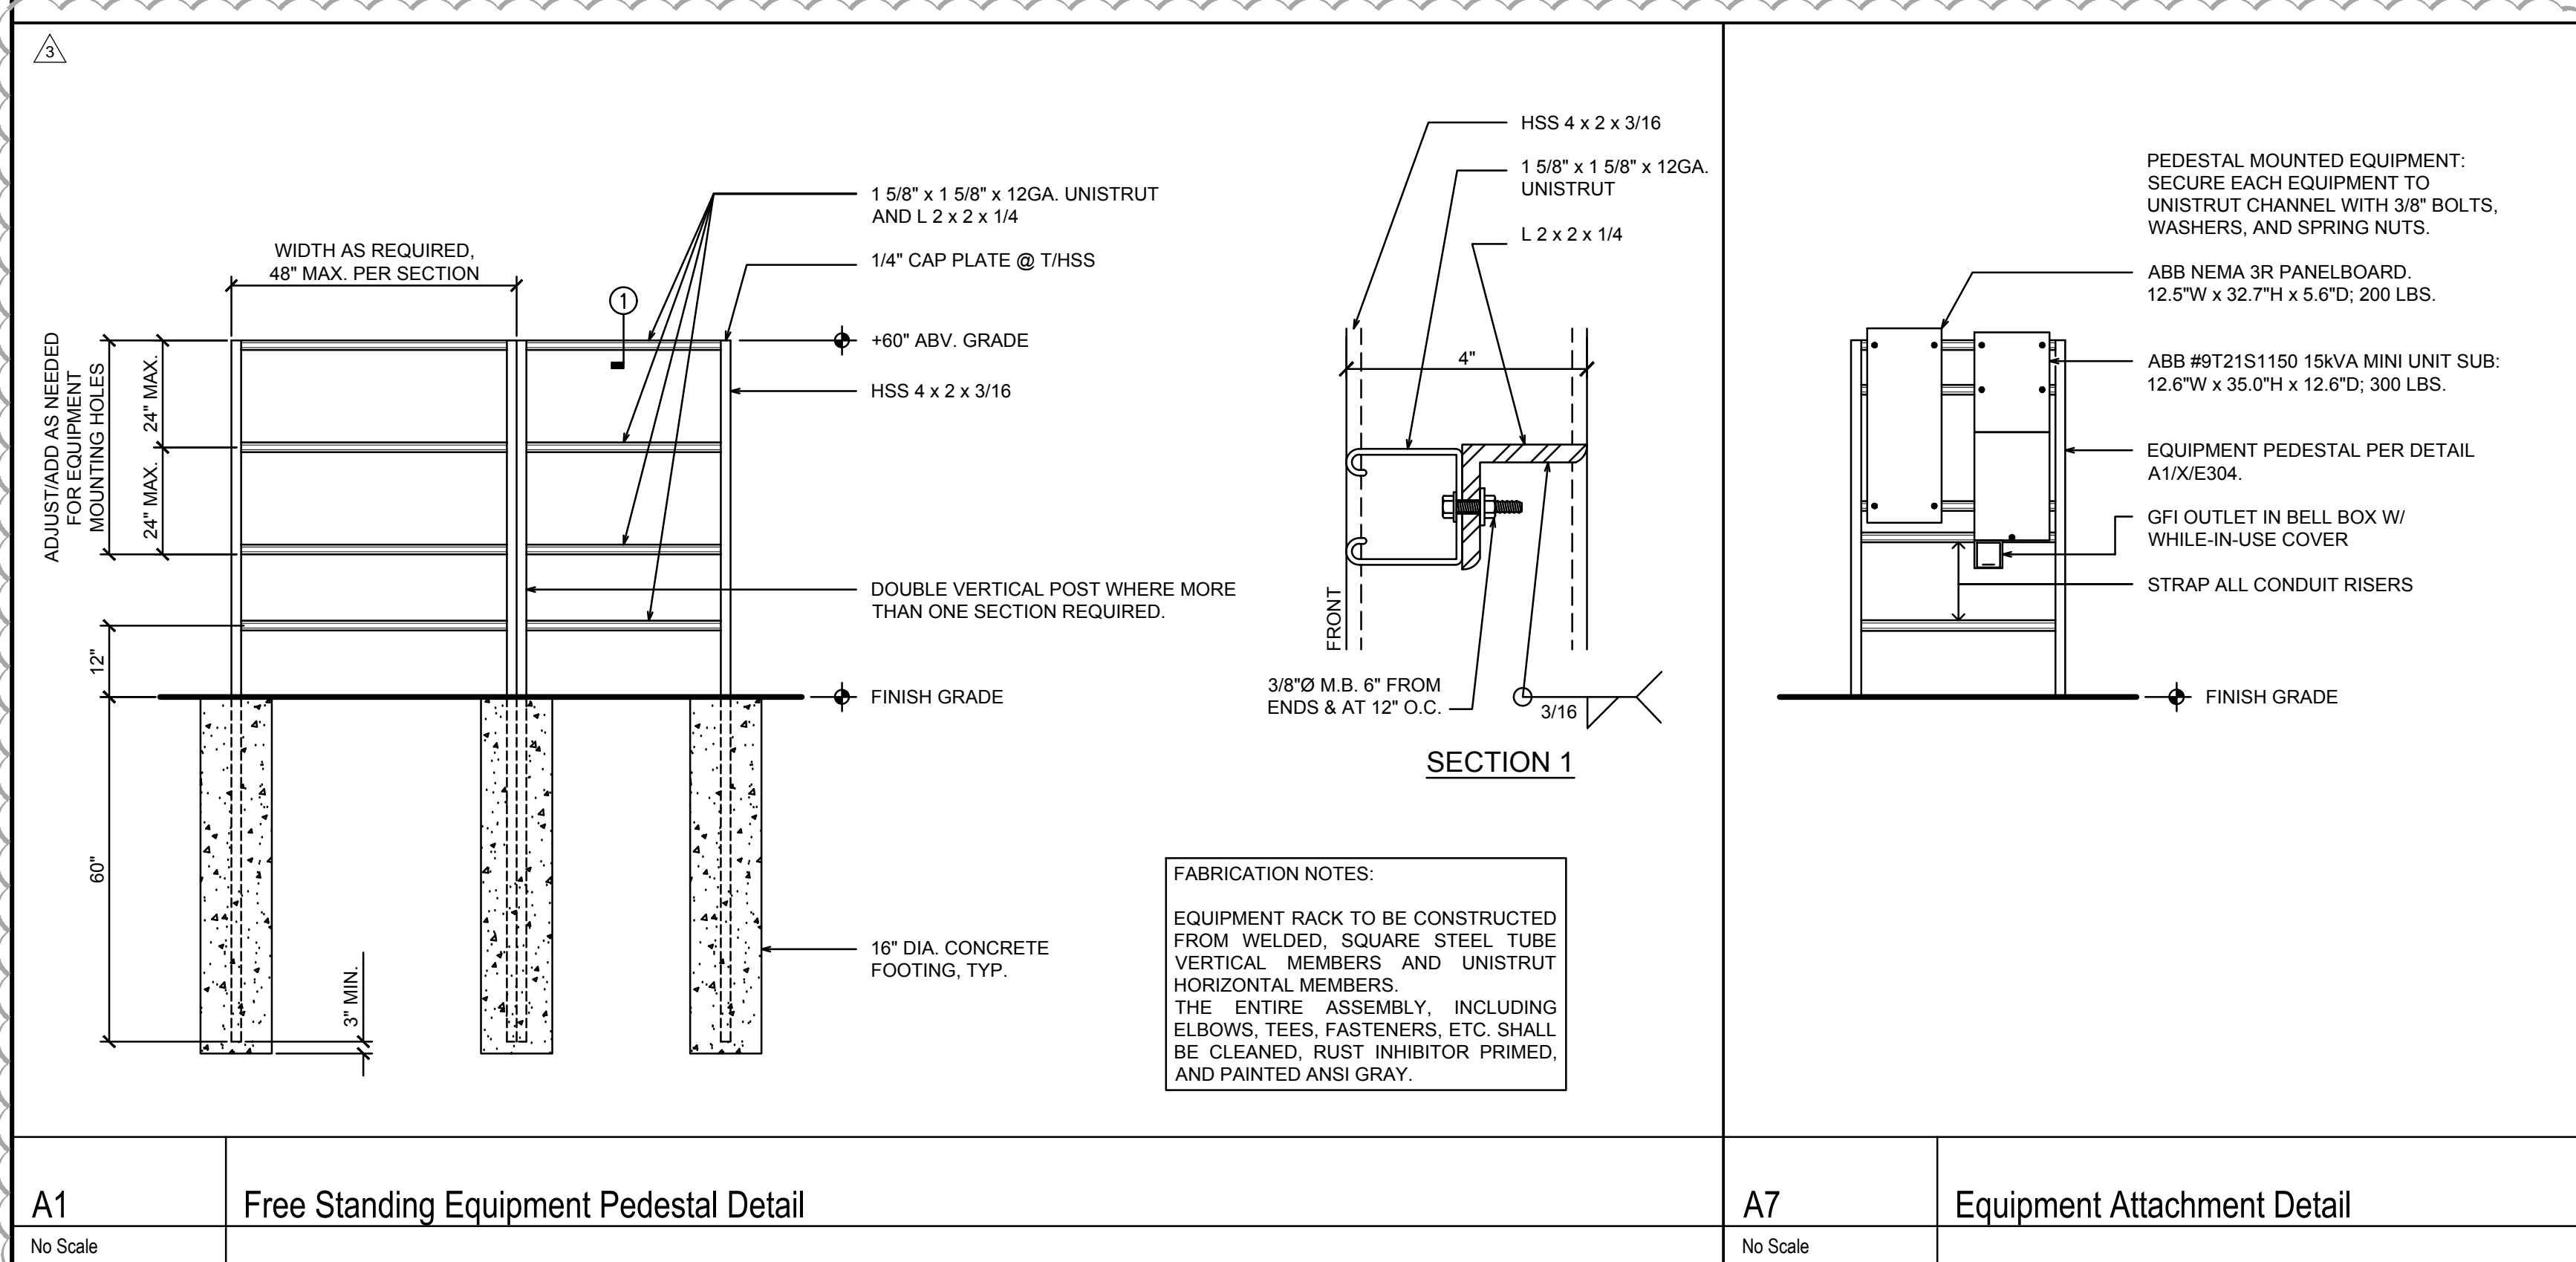 3
WIDTH AS REQUIRED,
48" MAX. PER SECTION
1
ADJUST/ADD AS NEEDED
FOR EQUIPMENT
MOUNTING HOLES
24" MAX.
24" MAX.
12"
60"
3" MIN.
1 5/8" x 1 5/8" x 12GA. UNISTRUT
AND L 2 x 2 x 1/4
1/4" CAP PLATE @ T/HSS
+60" ABV. GRADE
HSS 4 x 2 x 3/16
DOUBLE VERTICAL POST WHERE MORE
THAN ONE SECTION REQUIRED.
FINISH GRADE
16" DIA. CONCRETE
FOOTING, TYP.
HSS 4 x 2 x 3/16
1 5/8" x 1 5/8" x 12GA.
UNISTRUT
L 2 x 2 x 1/4
4"
FRONT
3/8"Ø M.B. 6" FROM
ENDS & AT 12" O.C.
3/16
SECTION 1
FABRICATION NOTES:
EQUIPMENT RACK TO BE CONSTRUCTED
FROM WELDED, SQUARE STEEL TUBE
VERTICAL MEMBERS AND UNISTRUT
HORIZONTAL MEMBERS.
THE ENTIRE ASSEMBLY, INCLUDING
ELBOWS, TEES, FASTENERS, ETC. SHALL
BE CLEANED, RUST INHIBITOR PRIMED,
AND PAINTED ANSI GRAY.
A1
Free Standing Equipment Pedestal Detail
No Scale
PEDESTAL MOUNTED EQUIPMENT:
SECURE EACH EQUIPMENT TO
UNISTRUT CHANNEL WITH 3/8" BOLTS,
WASHERS, AND SPRING NUTS.
ABB NEMA 3R PANELBOARD.
12.5"W x 32.7"H x 5.6"D; 200 LBS.
ABB #9T21S1150 15kVA MINI UNIT SUB:
12.6"W x 35.0"H x 12.6"D; 300 LBS.
EQUIPMENT PEDESTAL PER DETAIL
A1/X/E304.
GFI OUTLET IN BELL BOX W/
WHILE-IN-USE COVER
STRAP ALL CONDUIT RISERS
FINISH GRADE
A7
Equipment Attachment Detail
No Scale